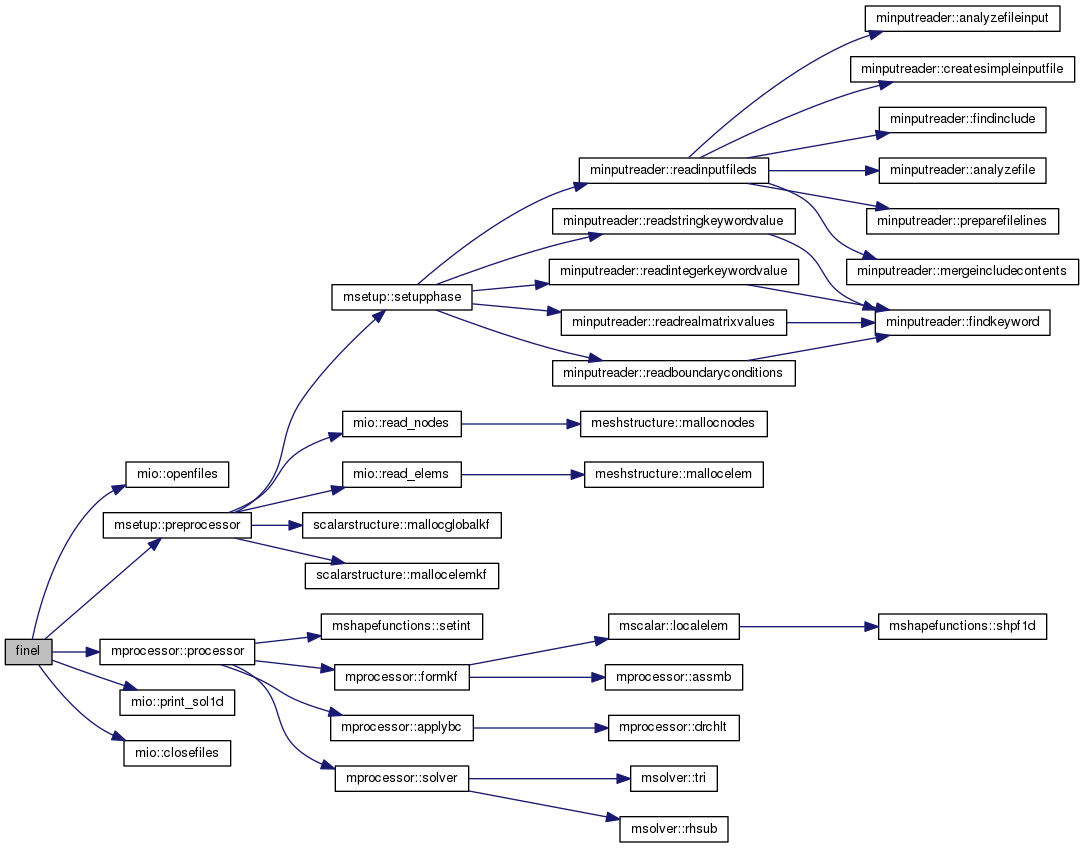 minputreader::analyzefileinput
minputreader::createsimpleinputfile
minputreader::findinclude
minputreader::readinputfileds
minputreader::analyzefile
minputreader::preparefilelines
minputreader::readstringkeywordvalue
minputreader::readintegerkeywordvalue
minputreader::mergeincludecontents
msetup::setupphase
minputreader::readrealmatrixvalues
minputreader::findkeyword
minputreader::readboundaryconditions
mio::read_nodes
meshstructure::mallocnodes
mio::openfiles
mio::read_elems
meshstructure::mallocelem
msetup::preprocessor
scalarstructure::mallocglobalkf
scalarstructure::mallocelemkf
mshapefunctions::setint
mscalar::localelem
mshapefunctions::shpf1d
finel
mprocessor::processor
mprocessor::formkf
mprocessor::assmb
mio::print_sol1d
mprocessor::applybc
mprocessor::drchlt
mio::closefiles
mprocessor::solver
msolver::tri
msolver::rhsub